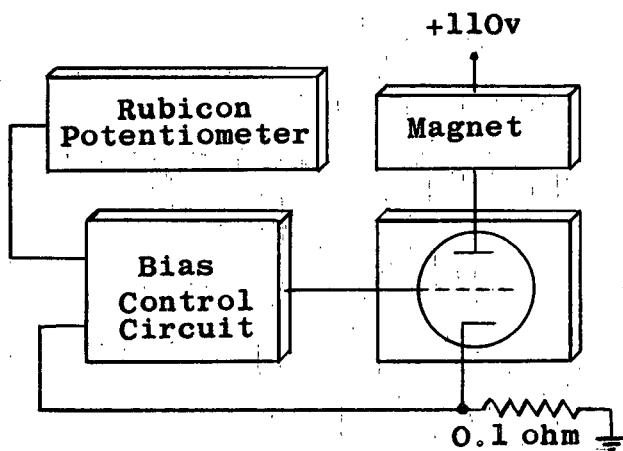 +110v
Rubicon
Potentiometer
Magnet
Bias
Control
Circuit
0.1 ohm